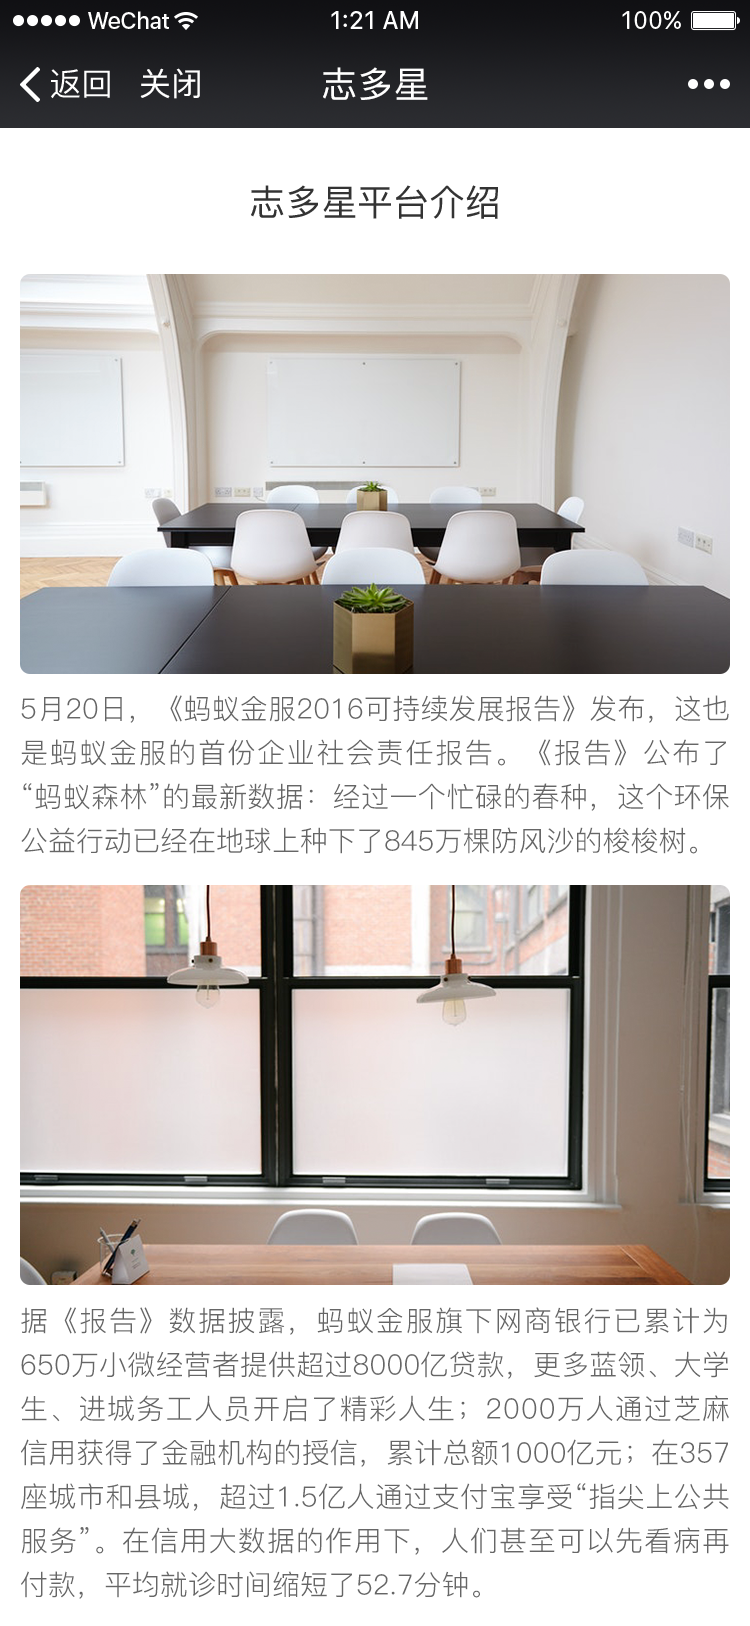 WeChat 1:21 AM 100%
返回 关闭 志多星
志多星平台介绍
5月20日，《蚂蚁金服2016可持续发展报告》发布，这也
是蚂蚁金服的首份企业社会责任报告。《报告》公布了
“蚂蚁森林”的最新数据：经过一个忙碌的春种，这个环保
公益行动已经在地球上种下了845万棵防风沙的梭梭树。
据《报告》数据披露，蚂蚁金服旗下网商银行已累计为
650万小微经营者提供超过8000亿贷款，更多蓝领、大学
生、进城务工人员开启了精彩人生；2000万人通过芝麻
信用获得了金融机构的授信，累计总额1000亿元；在357
座城市和县城，超过1.5亿人通过支付宝享受“指尖上公共
服务”。在信用大数据的作用下，人们甚至可以先看病再
付款，平均就诊时间缩短了52.7分钟。